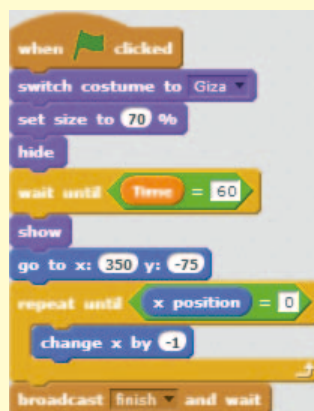 when clicked
switch costume to Giza
set size to 70 %
hide
wait until Time = 60
show
go to x: 350 y: -75
repeat until x position = 0
change x by -1
broadcast finish and wait